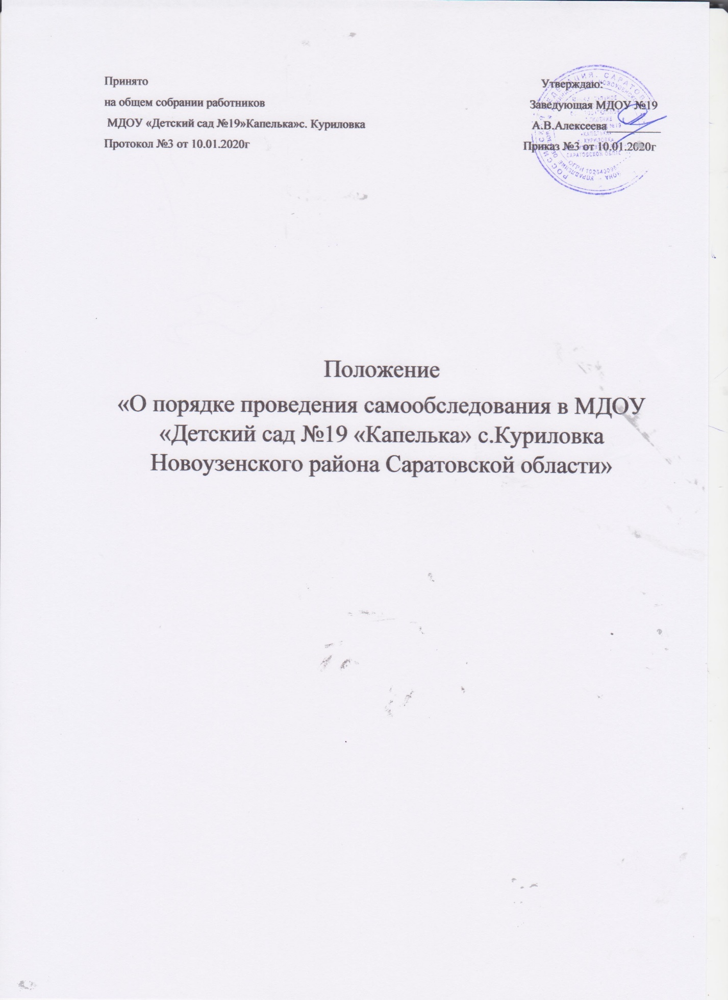 Принято
на общем собрании работников
МДОУ «Детский сад №19»Капелька»с. Куриловка
Протокол №3 от 10.01.2020г
Утверждаю:
Заведующая МДОУ №19
А.В.Алексеева_________
Приказ №3 от 10.01.2020г
Положение
«О порядке проведения самообследования в МДОУ
«Детский сад №19 «Капелька» с.Куриловка
Новоузенского района Саратовской области»